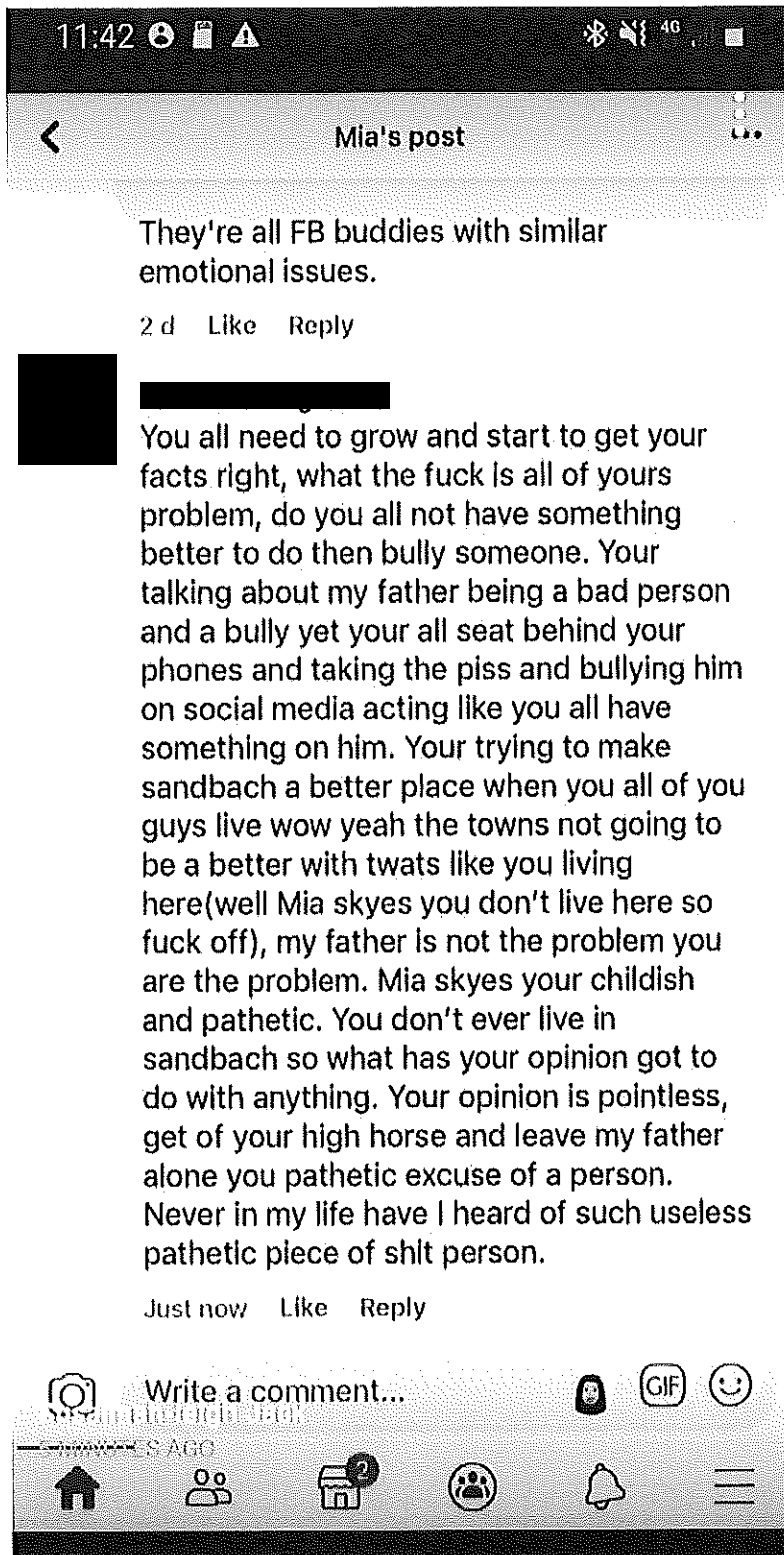 11:42
4G
Mia's post
They're all FB buddies with similar
emotional issues.
2 d Like Reply
You all need to grow and start to get your
facts right, what the fuck is all of yours
problem, do you all not have something
better to do then bully someone. Your
talking about my father being a bad person
and a bully yet your all seat behind your
phones and taking the piss and bullying him
on social media acting like you all have
something on him. Your trying to make
sandbach a better place when you all of you
guys live wow yeah the towns not going to
be a better with twats like you living
here(well Mia skyes you don't live here so
fuck off), my father is not the problem you
are the problem. Mia skyes your childish
and pathetic. You don't ever live in
sandbach so what has your opinion got to
do with anything. Your opinion is pointless,
get of your high horse and leave my father
alone you pathetic excuse of a person.
Never in my life have I heard of such useless
pathetic piece of shit person.
Just now Like Reply
Write a comment...
GIF
MINUTES AGO
2